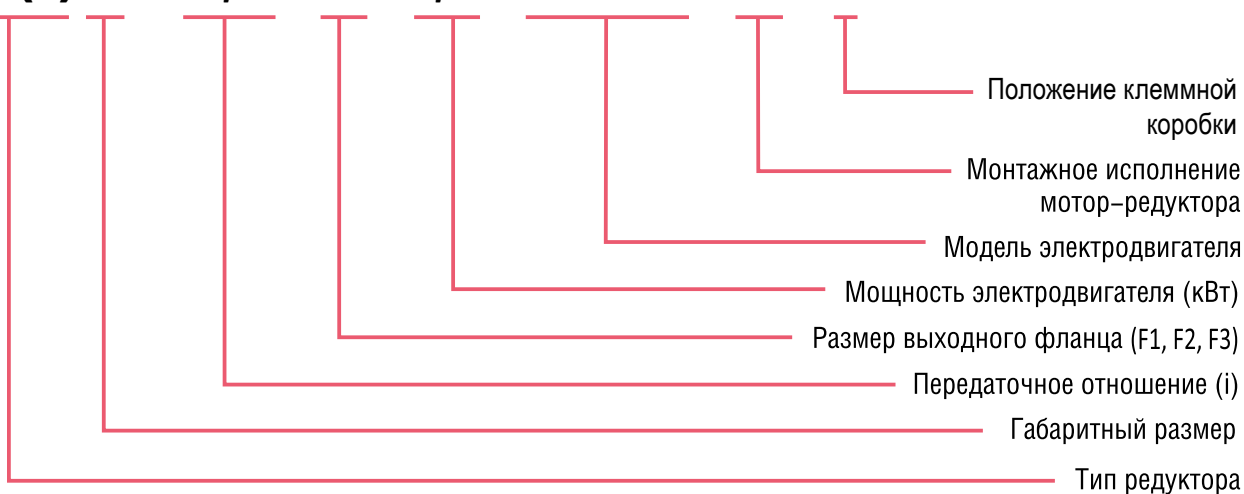 Положение клеммной
коробки
Монтажное исполнение
мотор–редуктора
Модель электродвигателя
Мощность электродвигателя (кВт)
Размер выходного фланца (F1, F2, F3)
Передаточное отношение (i)
Габаритный размер
Тип редуктора